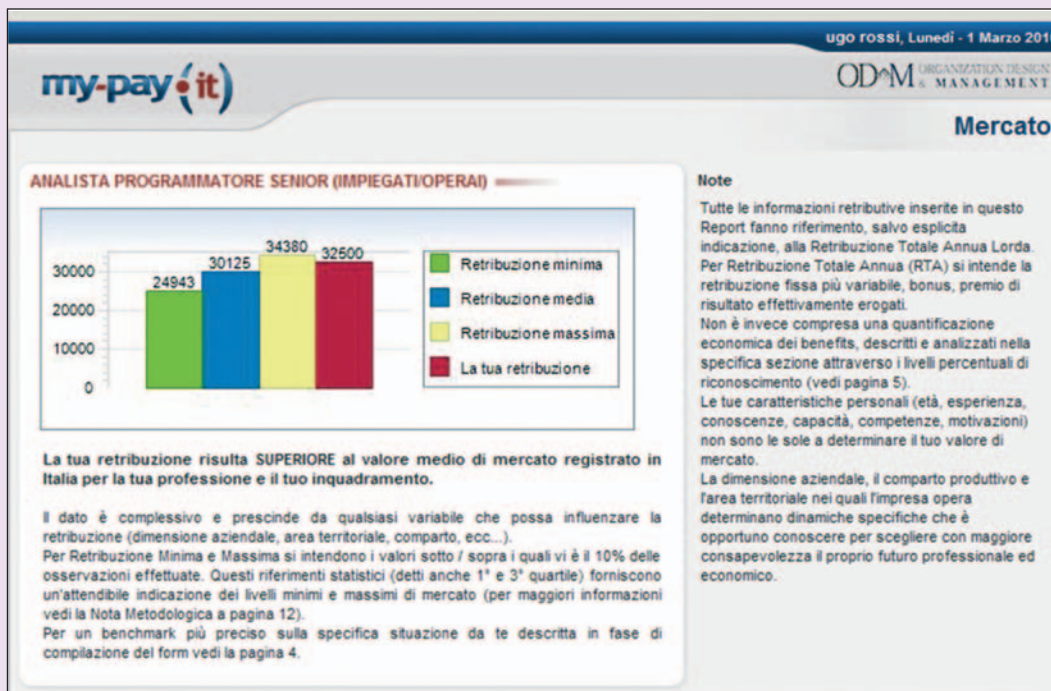 ugo rossi, Lunedì - 1 Marzo 201
my-pay.it
OD&M ORGANIZATION DESIGN
& MANAGEMENT
Mercato
ANALISTA PROGRAMMATORE SENIOR (IMPIEGATI/OPERAI)
34380
32500
30125
24943
30000
20000
10000
0
Retribuzione minima
Retribuzione media
Retribuzione massima
La tua retribuzione
La tua retribuzione risulta SUPERIORE al valore medio di mercato registrato in
Italia per la tua professione e il tuo inquadramento.
Il dato è complessivo e prescinde da qualsiasi variabile che possa influenzare la
retribuzione (dimensione aziendale, area territoriale, comparto, ecc...).
Per Retribuzione Minima e Massima si intendono i valori sotto / sopra i quali vi è il 10% delle
osservazioni effettuate. Questi riferimenti statistici (detti anche 1° e 3° quartile) forniscono
un'attendibile indicazione dei livelli minimi e massimi di mercato (per maggiori informazioni
vedi la Nota Metodologica a pagina 12).
Per un benchmark più preciso sulla specifica situazione da te descritta in fase di
compilazione del form vedi la pagina 4.
Note
Tutte le informazioni retributive inserite in questo
Report fanno riferimento, salvo esplicita
indicazione, alla Retribuzione Totale Annua Lorda.
Per Retribuzione Totale Annua (RTA) si intende la
retribuzione fissa più variabile, bonus, premio di
risultato effettivamente erogati.
Non è invece compresa una quantificazione
economica dei benefits, descritti e analizzati nella
specifica sezione attraverso i livelli percentuali di
riconoscimento (vedi pagina 5).
Le tue caratteristiche personali (età, esperienza,
conoscenze, capacità, competenze, motivazioni)
non sono le sole a determinare il tuo valore di
mercato.
La dimensione aziendale, il comparto produttivo e
l'area territoriale nei quali l'impresa opera
determinano dinamiche specifiche che è
opportuno conoscere per scegliere con maggiore
consapevolezza il proprio futuro professionale ed
economico.